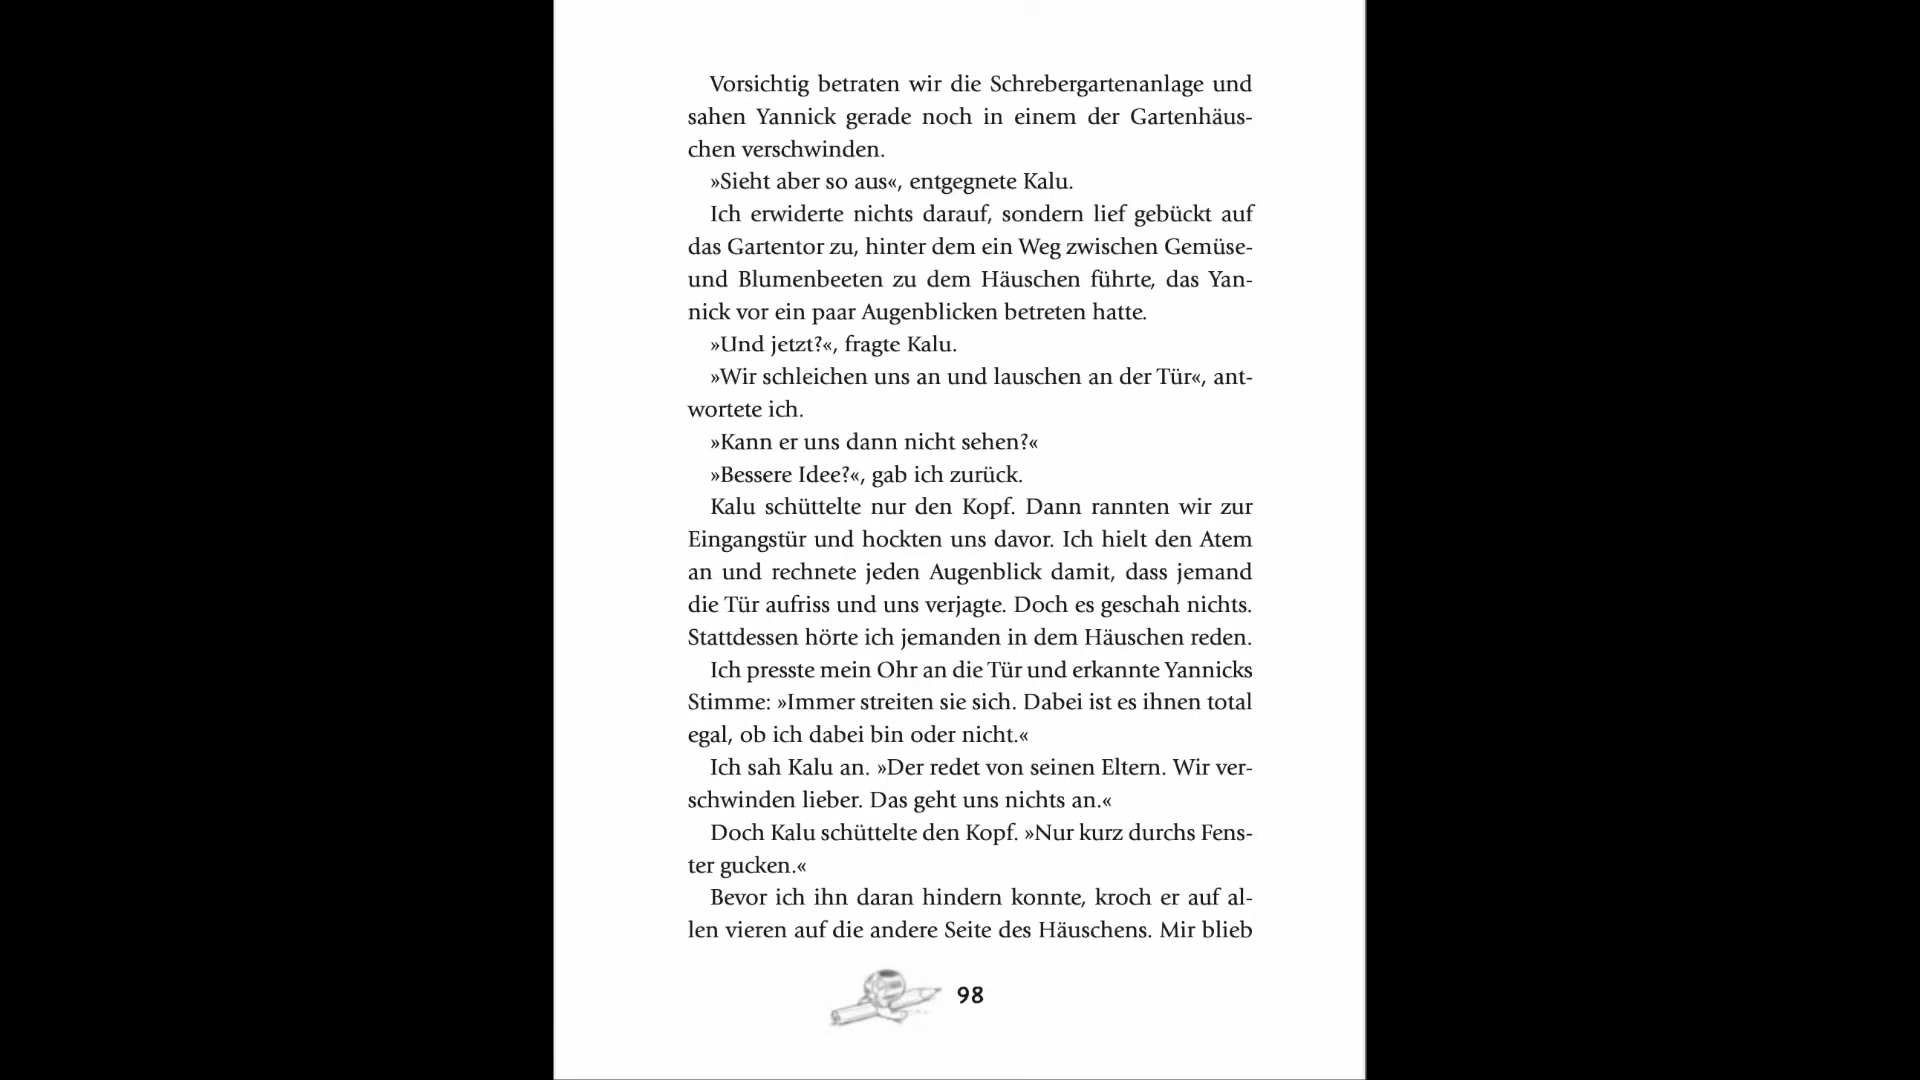 Vorsichtig betraten wir die Schrebergartenanlage und
sahen Yannick gerade noch in einem der Gartenhäus-
chen verschwinden.
»Sieht aber so aus«, entgegnete Kalu.
Ich erwiderte nichts darauf, sondern lief gebückt auf
das Gartentor zu, hinter dem ein Weg zwischen Gemüse-
und Blumenbeeten zu dem Häuschen führte, das Yan-
nick vor ein paar Augenblicken betreten hatte.
»Und jetzt?«, fragte Kalu.
»Wir schleichen uns an und lauschen an der Tür«, ant-
wortete ich.
»Kann er uns dann nicht sehen?«
»Bessere Idee?«, gab ich zurück.
Kalu schüttelte nur den Kopf. Dann rannten wir zur
Eingangstür und hockten uns davor. Ich hielt den Atem
an und rechnete jeden Augenblick damit, dass jemand
die Tür aufriss und uns verjagte. Doch es geschah nichts.
Stattdessen hörte ich jemanden in dem Häuschen reden.
Ich presste mein Ohr an die Tür und erkannte Yannicks
Stimme: »Immer streiten sie sich. Dabei ist es ihnen total
egal, ob ich dabei bin oder nicht.«
Ich sah Kalu an. »Der redet von seinen Eltern. Wir ver-
schwinden lieber. Das geht uns nichts an.«
Doch Kalu schüttelte den Kopf. »Nur kurz durchs Fens-
ter gucken.«
Bevor ich ihn daran hindern konnte, kroch er auf al-
len vieren auf die andere Seite des Häuschens. Mir blieb
98